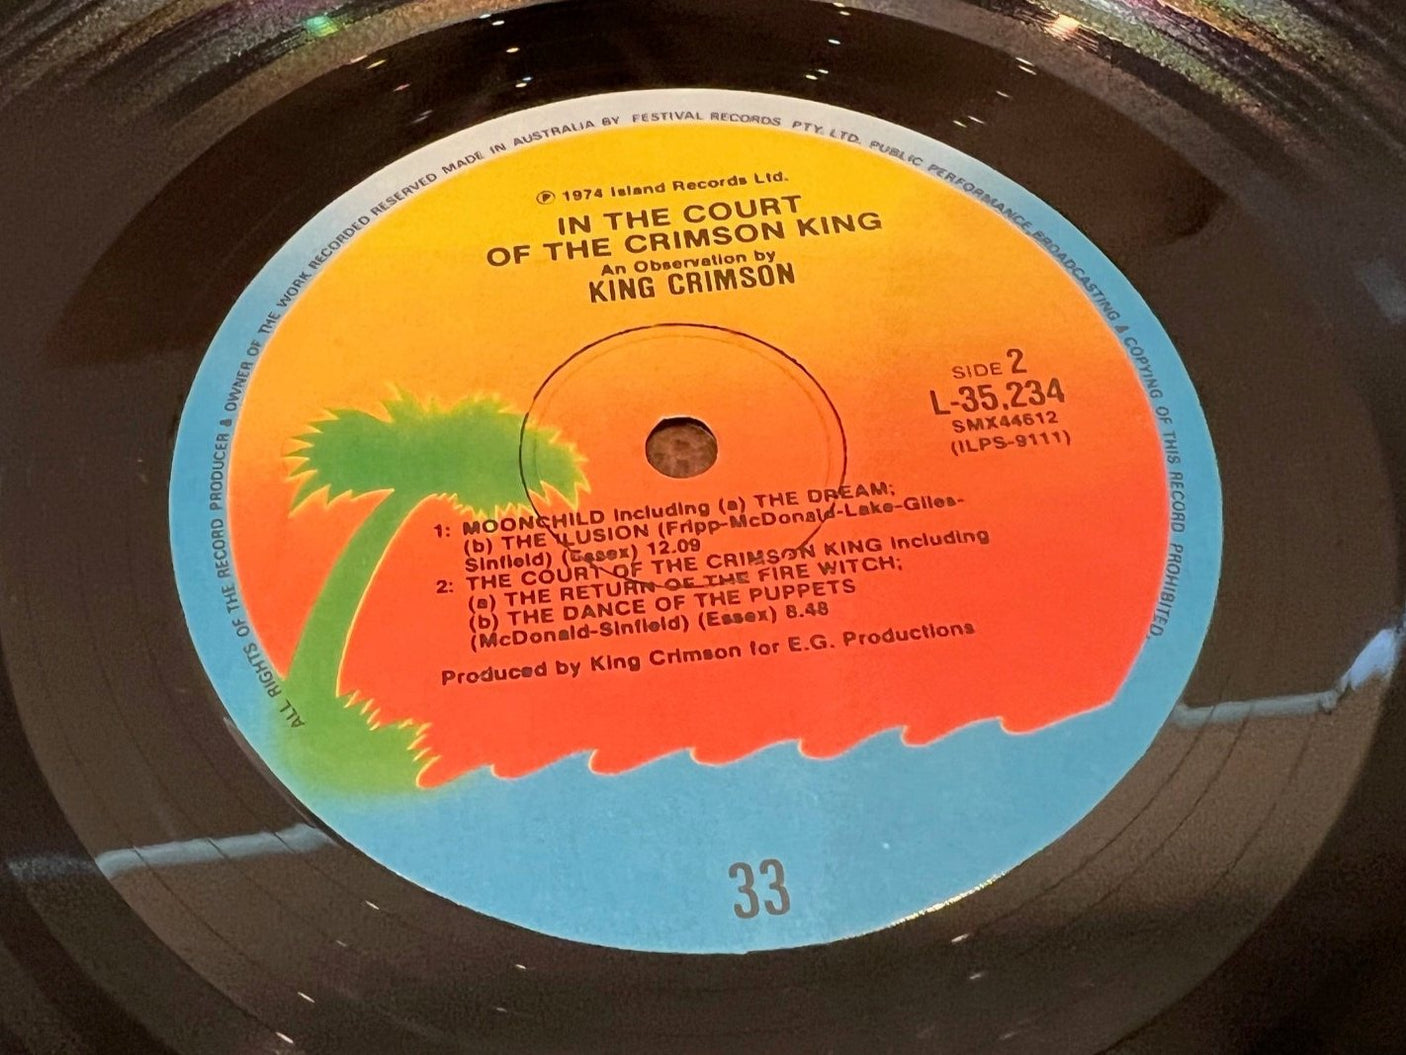 ALL RIGHTS OF THE RECORD PRODUCER & OWNER OF THE WORK RECORDED RESERVED MADE IN AUSTRALIA BY FESTIVAL RECORDS PTY. LTD. PUBLIC PERFORMANCE BROADCASTING & COPYING OF THIS RECORD PROHIBITED.
℗ 1974 Island Records Ltd.
IN THE COURT
OF THE CRIMSON KING
An Observation by
KING CRIMSON
SIDE 2
L-35,234
SMX44612
(ILPS-9111)
1: MOONCHILD Including (a) THE DREAM;
(b) THE ILUSION (Fripp-McDonald-Lake-Giles-
Sinfield) (Essex) 12.09
2: THE COURT OF THE CRIMSON KING Including
(a) THE RETURN OF THE FIRE WITCH;
(b) THE DANCE OF THE PUPPETS
(McDonald-Sinfield) (Essex) 8.48
Produced by King Crimson for E.G. Productions
33